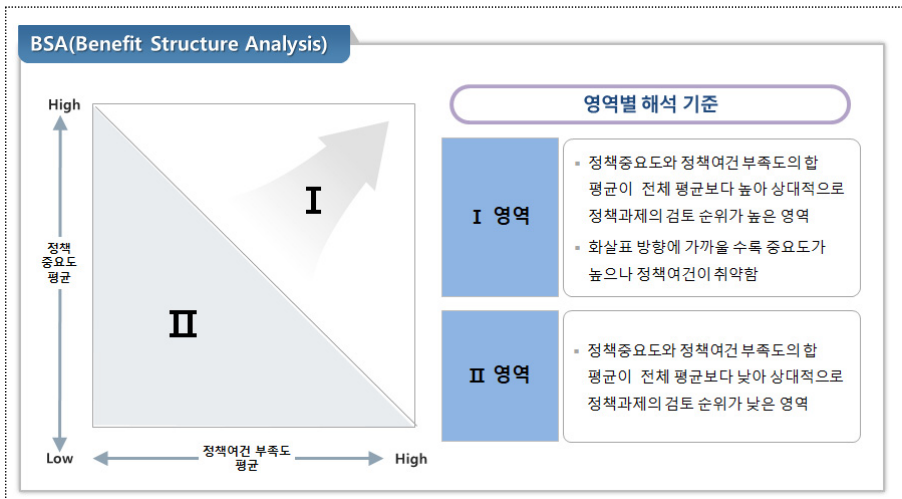 BSA(Benefit Structure Analysis)
High
정책
중요도
평균
Low
I
II
정책여건 부족도
평균
High
영역별 해석 기준
I 영역
▪ 정책중요도와 정책여건 부족도의 합
평균이 전체 평균보다 높아 상대적으로
정책과제의 검토 순위가 높은 영역
▪ 화살표 방향에 가까울 수록 중요도가
높으나 정책여건이 취약함
II 영역
▪ 정책중요도와 정책여건 부족도의 합
평균이 전체 평균보다 낮아 상대적으로
정책과제의 검토 순위가 낮은 영역